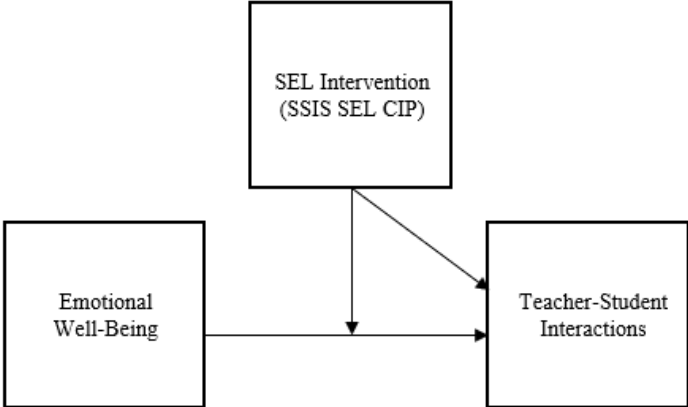 SEL Intervention
(SSIS SEL CIP)
Emotional
Well-Being
Teacher-Student
Interactions